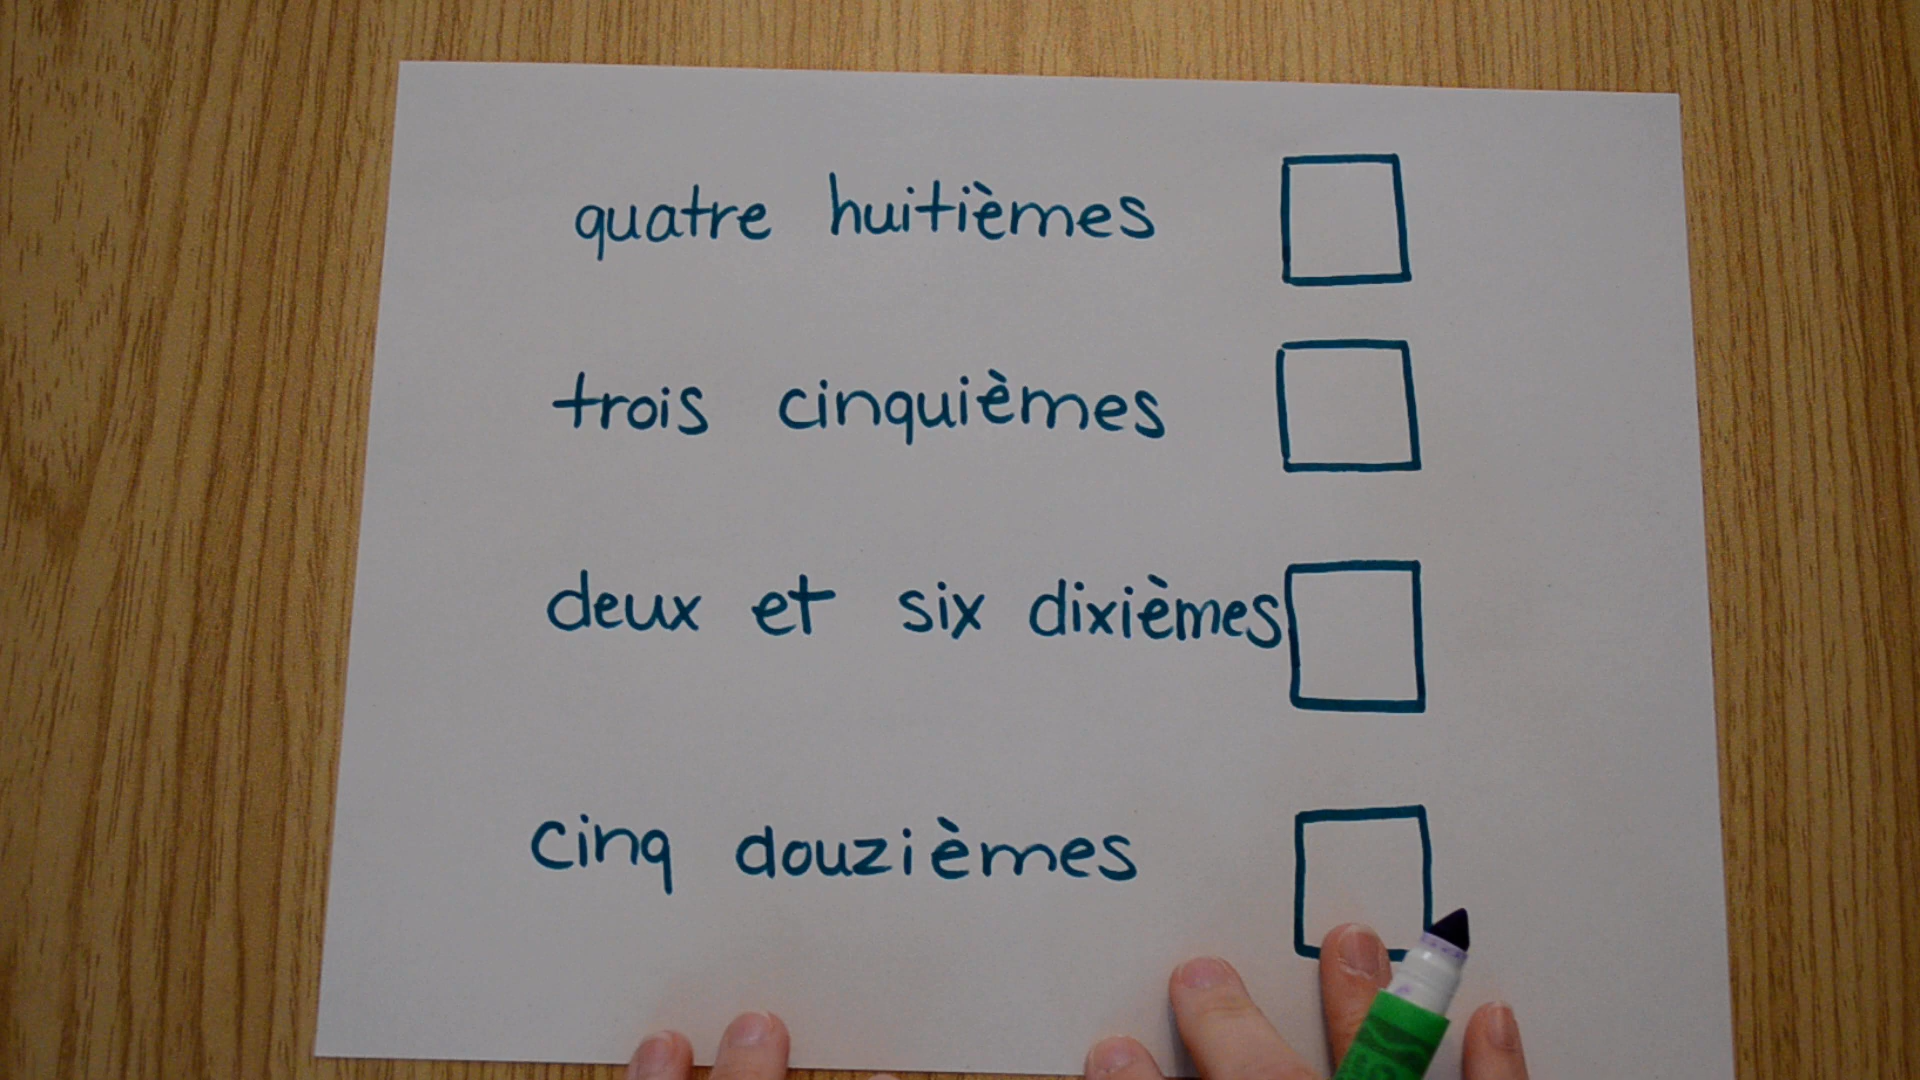 quatre huitièmes
trois cinquièmes
deux et six dixièmes
cinq douzièmes